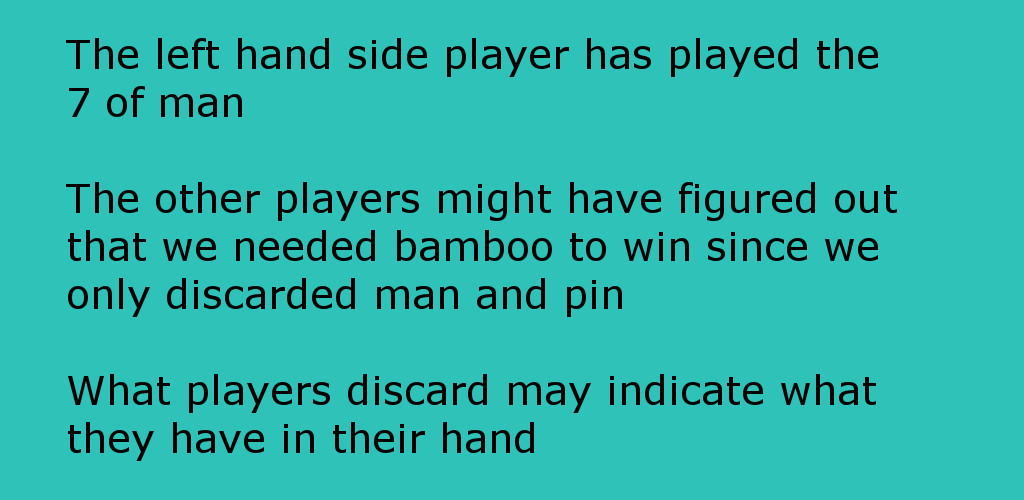 The left hand side player has played the
7 of man
The other players might have figured out
that we needed bamboo to win since we
only discarded man and pin
What players discard may indicate what
they have in their hand